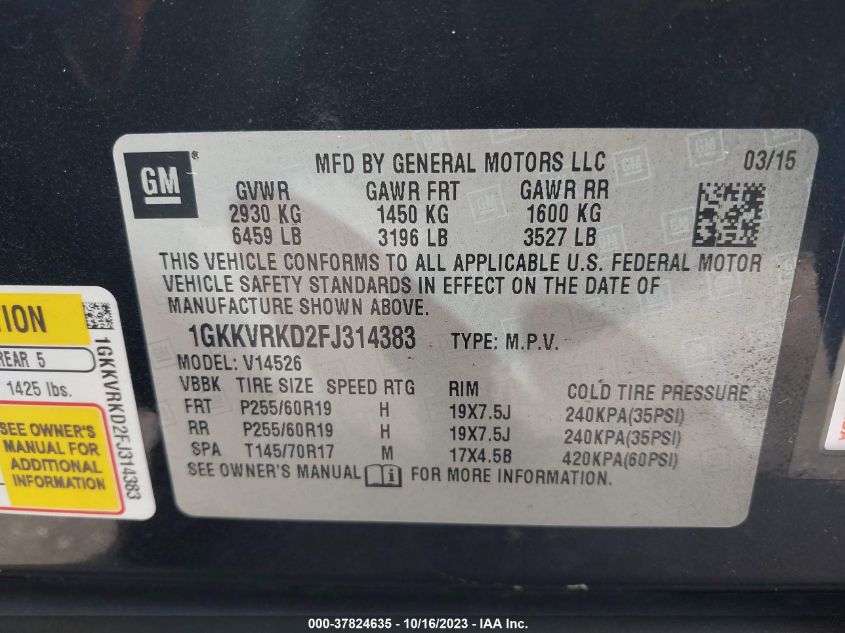 GM
MFD BY GENERAL MOTORS LLC 03/15
GVWR GAWR FRT GAWR RR
2930 KG 1450 KG 1600 KG
6459 LB 3196 LB 3527 LB
THIS VEHICLE CONFORMS TO ALL APPLICABLE U.S. FEDERAL MOTOR
VEHICLE SAFETY STANDARDS IN EFFECT ON THE DATE OF
MANUFACTURE SHOWN ABOVE.
1GKKVRKD2FJ314383 TYPE: M.P.V.
MODEL: V14526
VBBK TIRE SIZE SPEED RTG RIM COLD TIRE PRESSURE
FRT P255/60R19 H 19X7.5J 240KPA(35PSI)
RR P255/60R19 H 19X7.5J 240KPA(35PSI)
SPA T145/70R17 M 17X4.5B 420KPA(60PSI)
SEE OWNER'S MANUAL FOR MORE INFORMATION.
TION
REAR 5
1425 lbs.
SEE OWNER'S
MANUAL FOR
ADDITIONAL
INFORMATION
1GKKVRKD2FJ314383
000-37824635 - 10/16/2023 - IAA Inc.